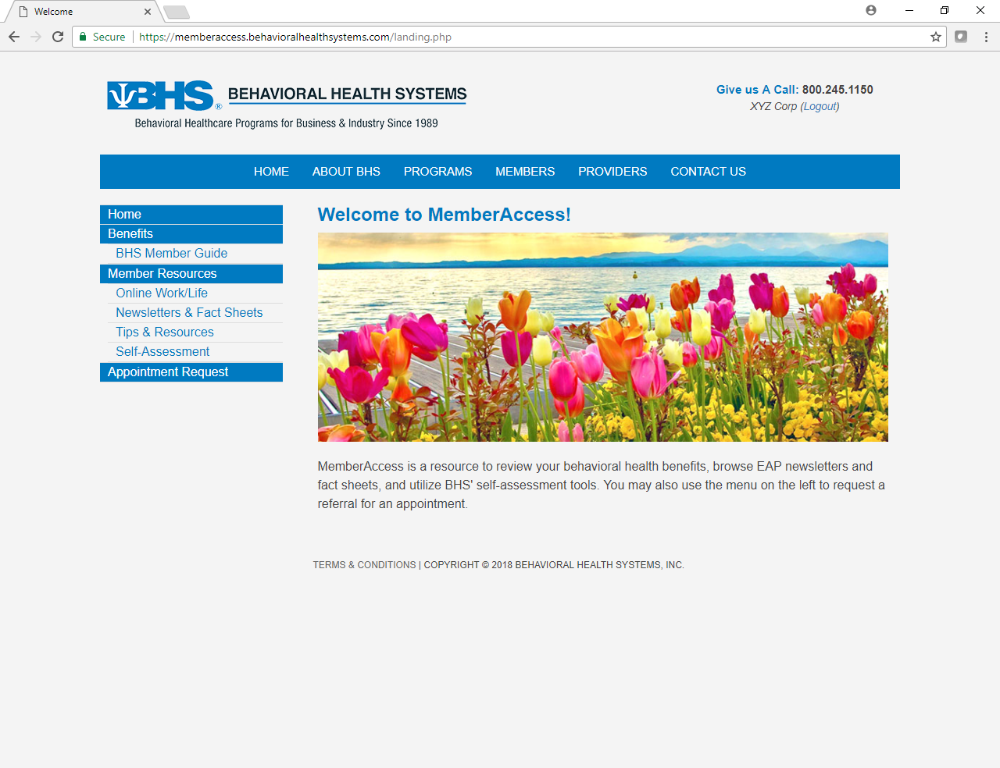 Welcome
Secure
https://memberaccess.behavioralhealthsystems.com/landing.php
BHS® BEHAVIORAL HEALTH SYSTEMS
Behavioral Healthcare Programs for Business & Industry Since 1989
Give us A Call: 800.245.1150
XYZ Corp (Logout)
HOME ABOUT BHS PROGRAMS MEMBERS PROVIDERS CONTACT US
Home
Benefits
BHS Member Guide
Member Resources
Online Work/Life
Newsletters & Fact Sheets
Tips & Resources
Self-Assessment
Appointment Request
Welcome to MemberAccess!
MemberAccess is a resource to review your behavioral health benefits, browse EAP newsletters and
fact sheets, and utilize BHS' self-assessment tools. You may also use the menu on the left to request a
referral for an appointment.
TERMS & CONDITIONS | COPYRIGHT © 2018 BEHAVIORAL HEALTH SYSTEMS, INC.